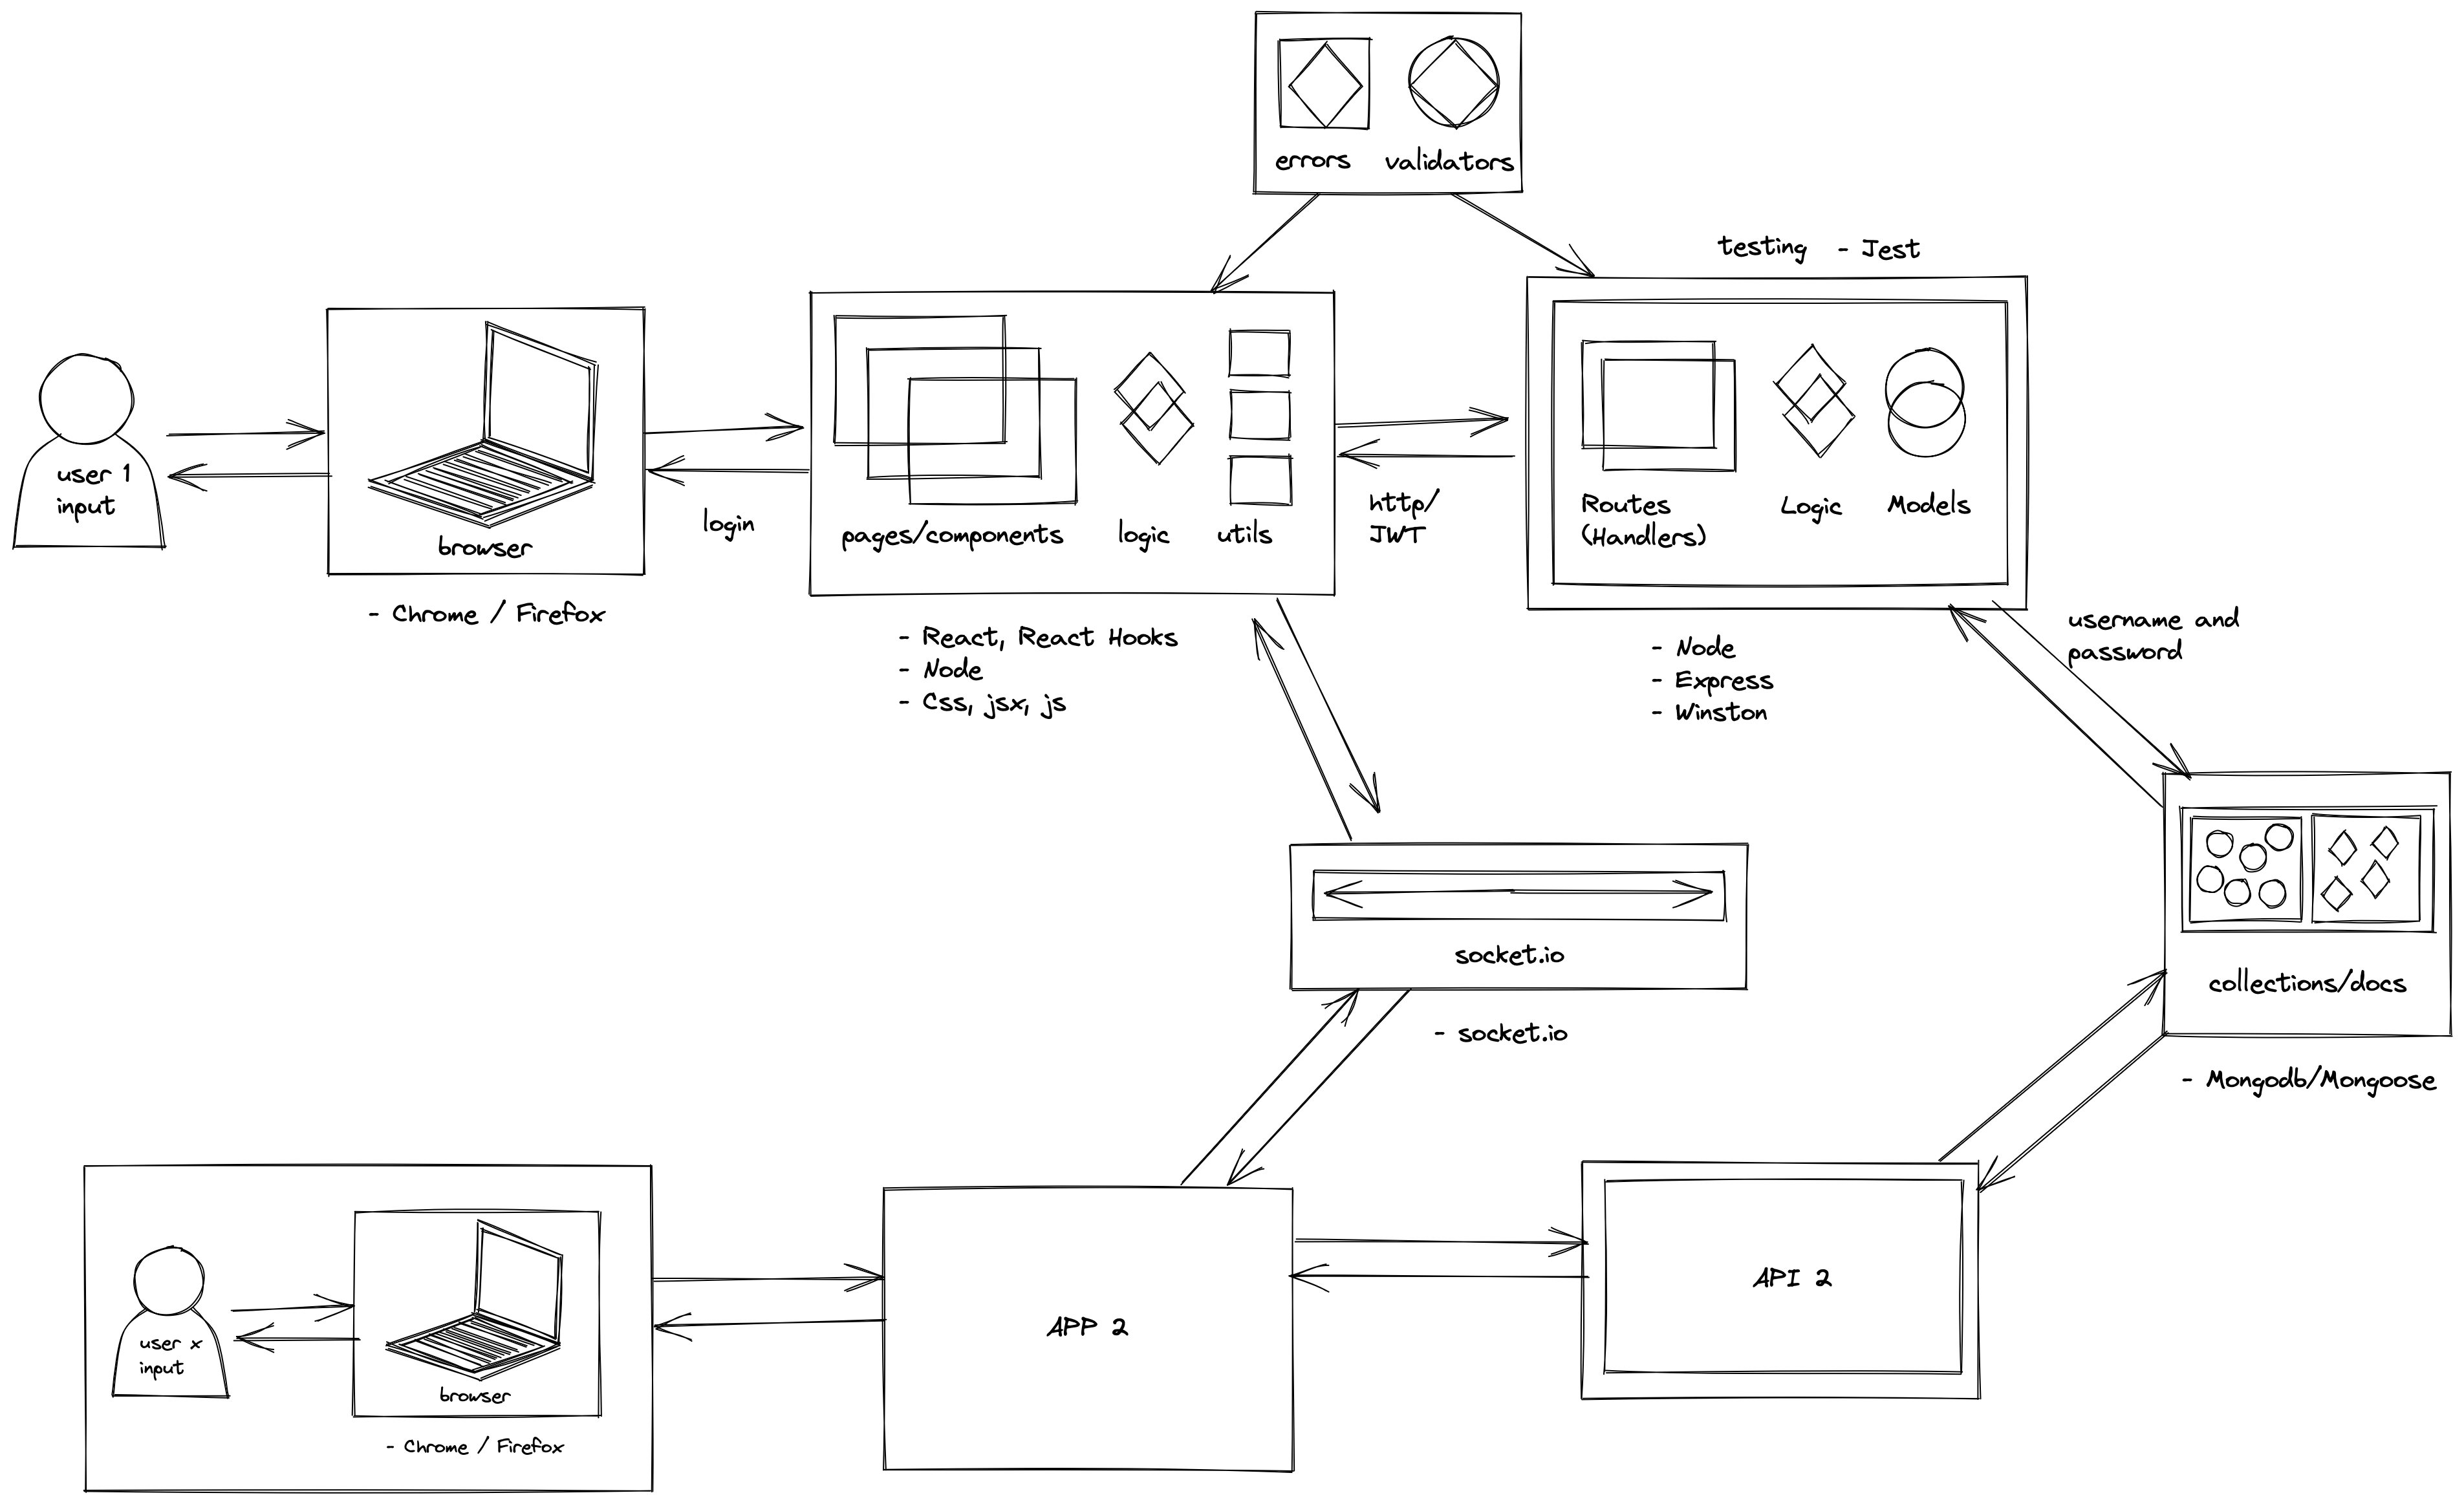 errors validators
testing - Jest
user 1
input
browser
- Chrome / Firefox
login
pages/components logic utils
- React, React Hooks
- Node
- Css, jsx, js
http/
JWT
Routes
(Handlers)
Logic Models
- Node
- Express
- Winston
username and
password
socket.io
- socket.io
collections/docs
- Mongodb/Mongoose
user x
input
browser
- Chrome / Firefox
APP 2
API 2